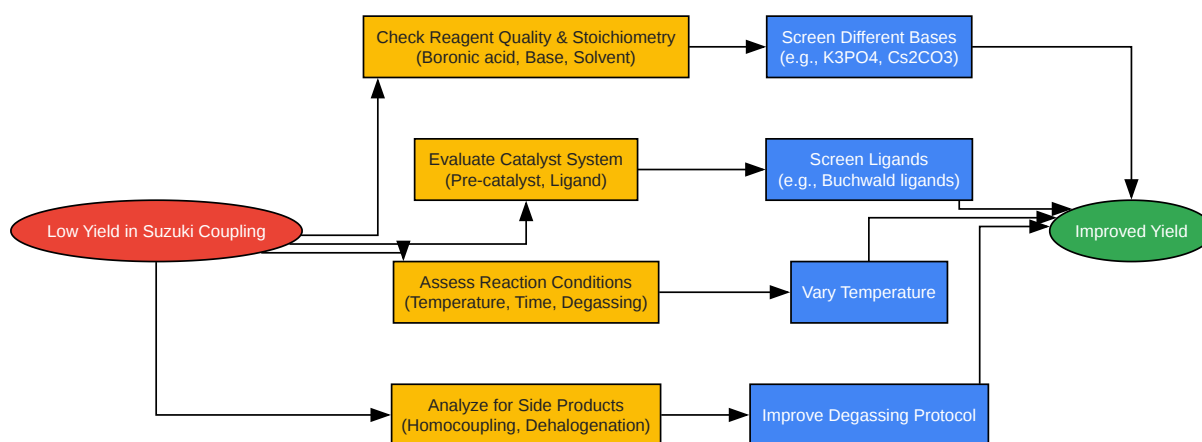 Check Reagent Quality & Stoichiometry
(Boronic acid, Base, Solvent)
Screen Different Bases
(e.g., K3PO4, Cs2CO3)
Evaluate Catalyst System
(Pre-catalyst, Ligand)
Screen Ligands
(e.g., Buchwald ligands)
Low Yield in Suzuki Coupling
Improved Yield
Assess Reaction Conditions
(Temperature, Time, Degassing)
Vary Temperature
Analyze for Side Products
(Homocoupling, Dehalogenation)
Improve Degassing Protocol